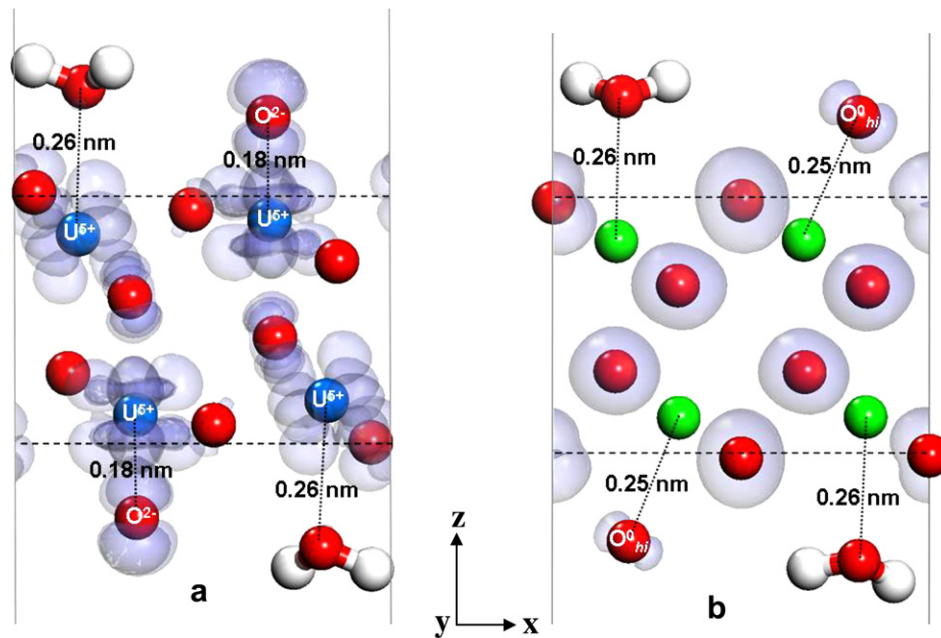 O²⁻
0.26 nm
0.18 nm
U⁶⁺
U⁶⁺
U⁶⁺
U⁶⁺
0.18 nm
0.26 nm
O²⁻
a
O⁰hi
0.26 nm
0.25 nm
0.25 nm
0.26 nm
O⁰hi
b
z
y
x